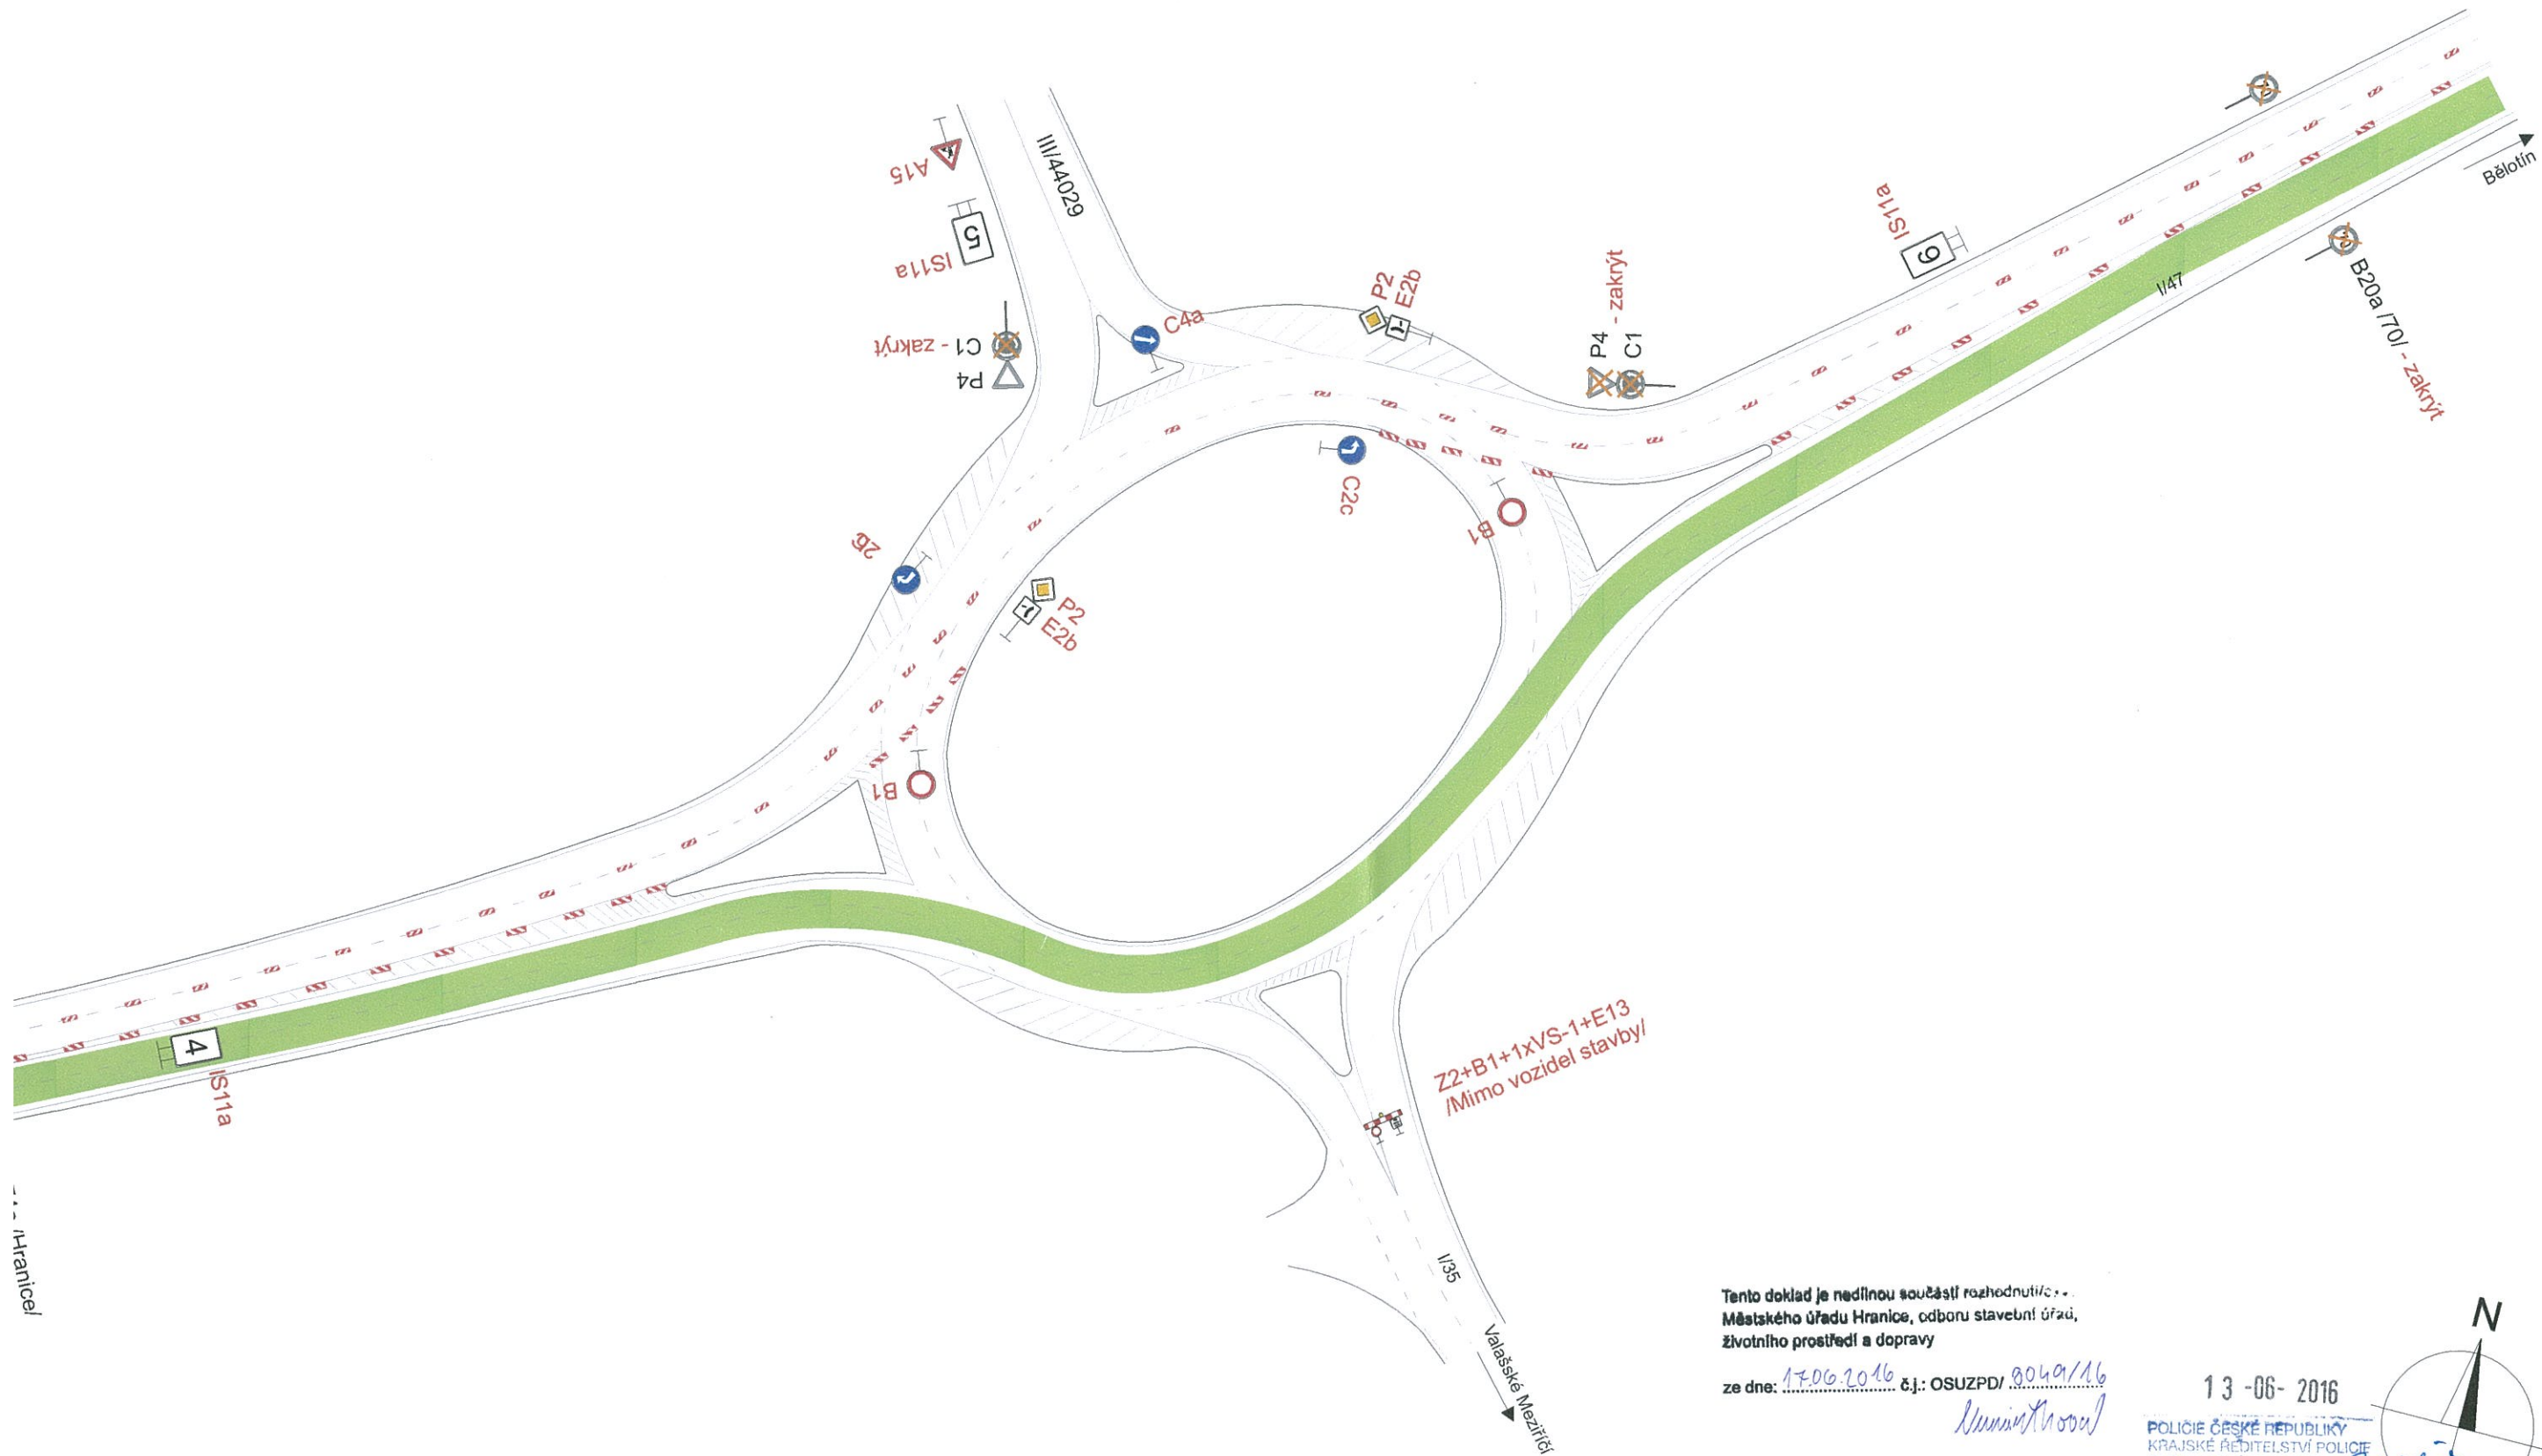 III/44029
A15
5
IS11a
C1 - zakrýt
P4
C4a
P2
E2b
P4 - zakrýt
C1
IS11a
6
Bělotín
I/47
B20a /70/ - zakrýt
C2c
B1
P2
E2b
B1
4
IS11a
/Hranice/
Z2+B1+1xVS-1+E13
/Mimo vozidel stavby/
I/35
Valašské Meziříčí
Tento doklad je nedílnou součástí rozhodnutí/
Městského úřadu Hranice, odboru stavební úřad,
životního prostředí a dopravy
ze dne: 17.06.2016 č.j.: OSUZPD/ 8049/16
N
13 -06- 2016
POLICIE ČESKÉ REPUBLIKY
KRAJSKÉ ŘEDITELSTVÍ POLICIE